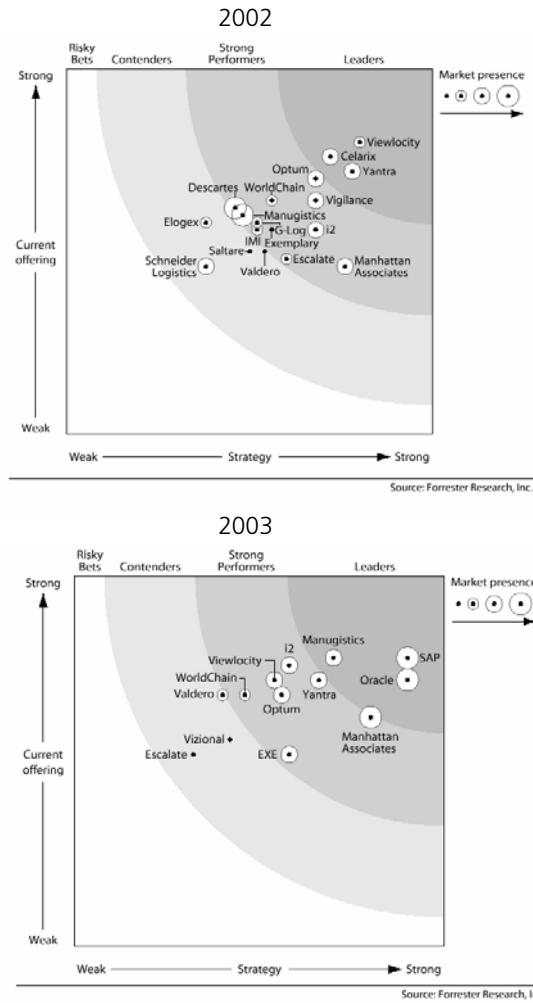 2002
Risky
Bets
Contenders
Strong
Performers
Leaders
Market presence
Strong
Viewlocity
Celarix
Optum
Yantra
Descartes
WorldChain
Vigilance
Elogex
Manugistics
G-Log
i2
IMI
Exemplary
Current
offering
Saltare
Schneider
Logistics
Valdero
Escalate
Manhattan
Associates
Weak
Weak
Strategy
Strong
Source: Forrester Research, Inc.
2003
Risky
Bets
Contenders
Strong
Performers
Leaders
Market presence
Strong
Manugistics
i2
SAP
Viewlocity
WorldChain
Oracle
Valdero
Yantra
Optum
Vizional
Manhattan
Associates
Current
offering
Escalate
EXE
Weak
Weak
Strategy
Strong
Source: Forrester Research, I